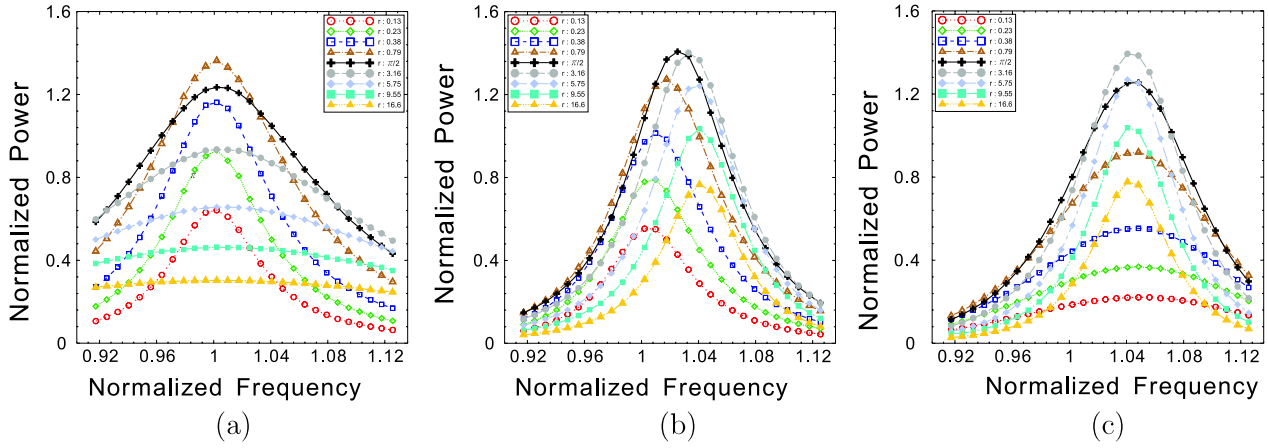 1.6
1.2
0.8
0.4
0
Normalized Power
0.92 0.96 1 1.04 1.08 1.12
Normalized Frequency
r : 0.13
r : 0.23
r : 0.38
r : 0.79
r : π/2
r : 3.16
r : 5.75
r : 9.55
r : 16.6
(a)
1.6
1.2
0.8
0.4
0
Normalized Power
0.92 0.96 1 1.04 1.08 1.12
Normalized Frequency
r : 0.13
r : 0.23
r : 0.38
r : 0.79
r : π/2
r : 3.16
r : 5.75
r : 9.55
r : 16.6
(b)
1.6
1.2
0.8
0.4
0
Normalized Power
0.92 0.96 1 1.04 1.08 1.12
Normalized Frequency
r : 0.13
r : 0.23
r : 0.38
r : 0.79
r : π/2
r : 3.16
r : 5.75
r : 9.55
r : 16.6
(c)